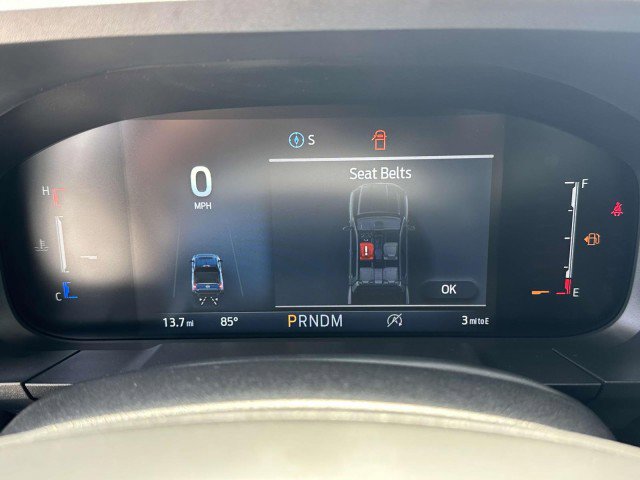 S
Seat Belts
H
F
0
MPH
!
C
E
OK
13.7 mi
85°
PRNDM
A
3 mi to E